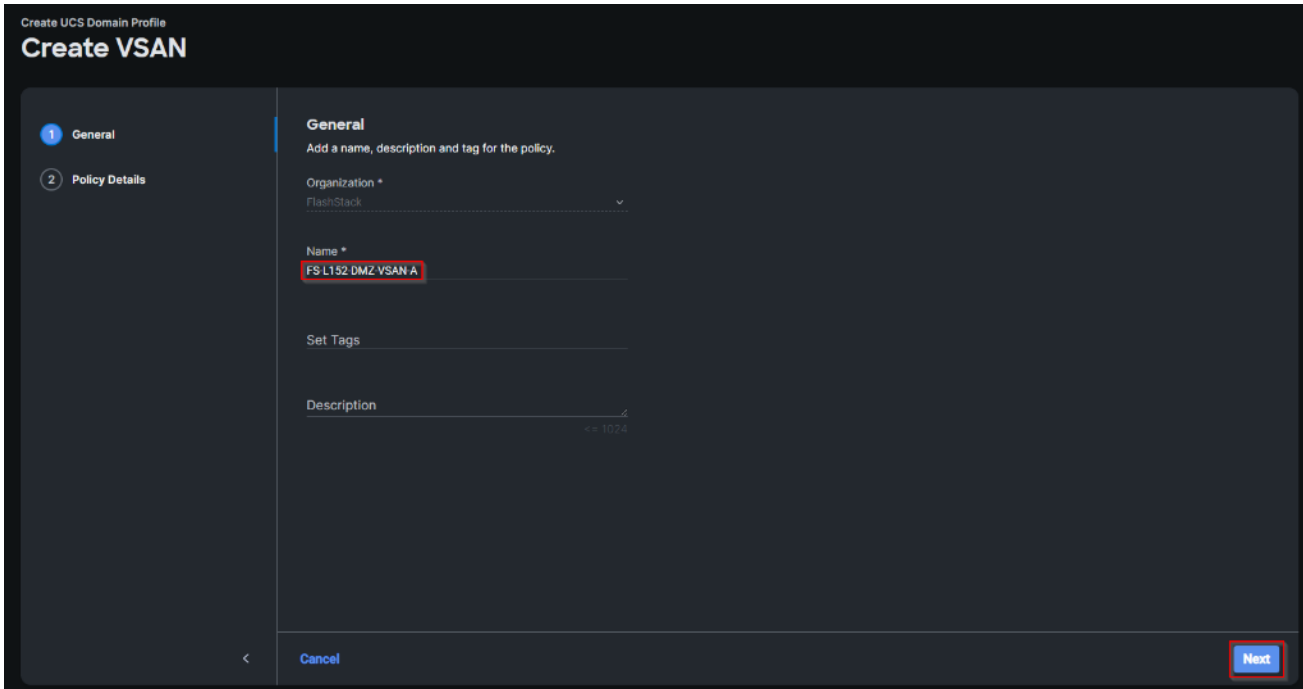 Create UCS Domain Profile
Create VSAN
1 General
2 Policy Details
General
Add a name, description and tag for the policy.
Organization *
FlashStack
Name *
FS-L152-DMZ-VSAN-A
Set Tags
Description
<= 1024
Cancel
Next